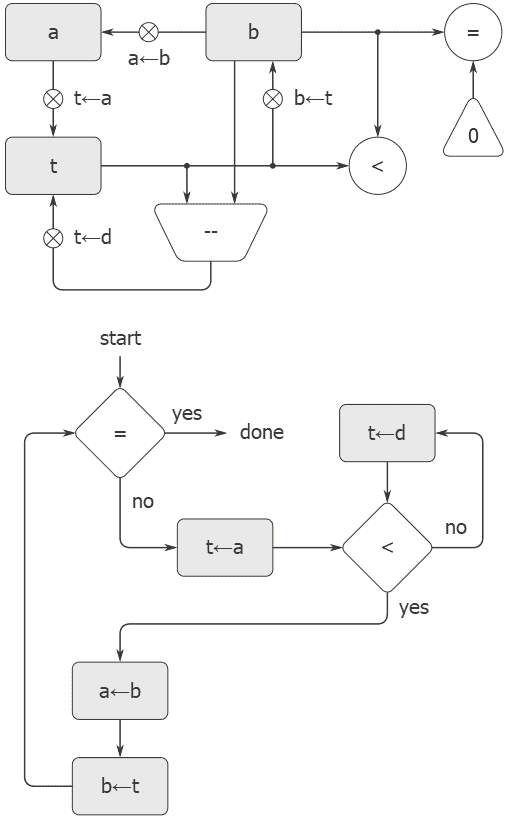 a
b
=
a←b
t←a
b←t
0
t
<
--
t←d
start
=
yes
done
t←d
no
t←a
<
no
yes
a←b
b←t